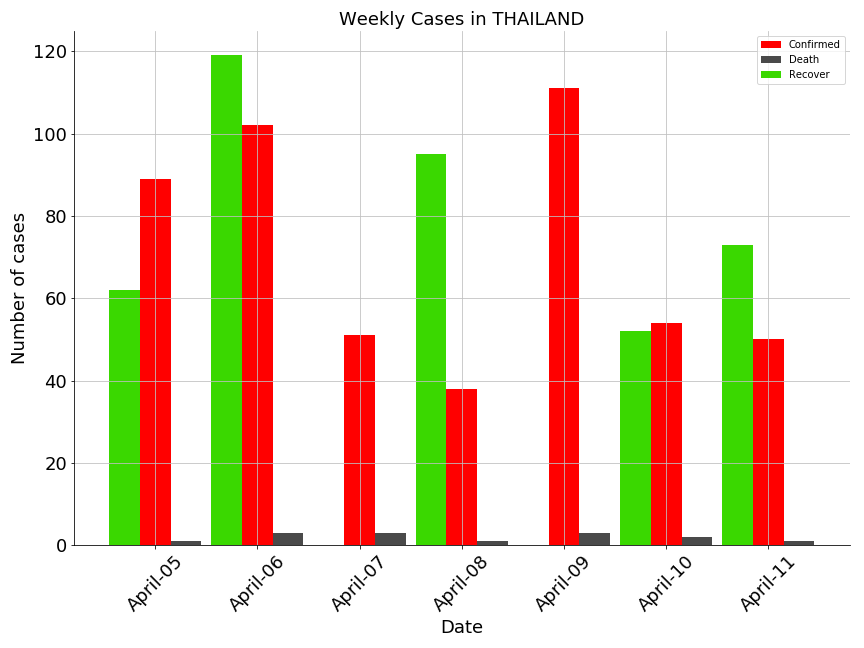 Weekly Cases in THAILAND
Confirmed
Death
Recover
Number of cases
120
100
80
60
40
20
0
April-05
April-06
April-07
April-08
April-09
April-10
April-11
Date